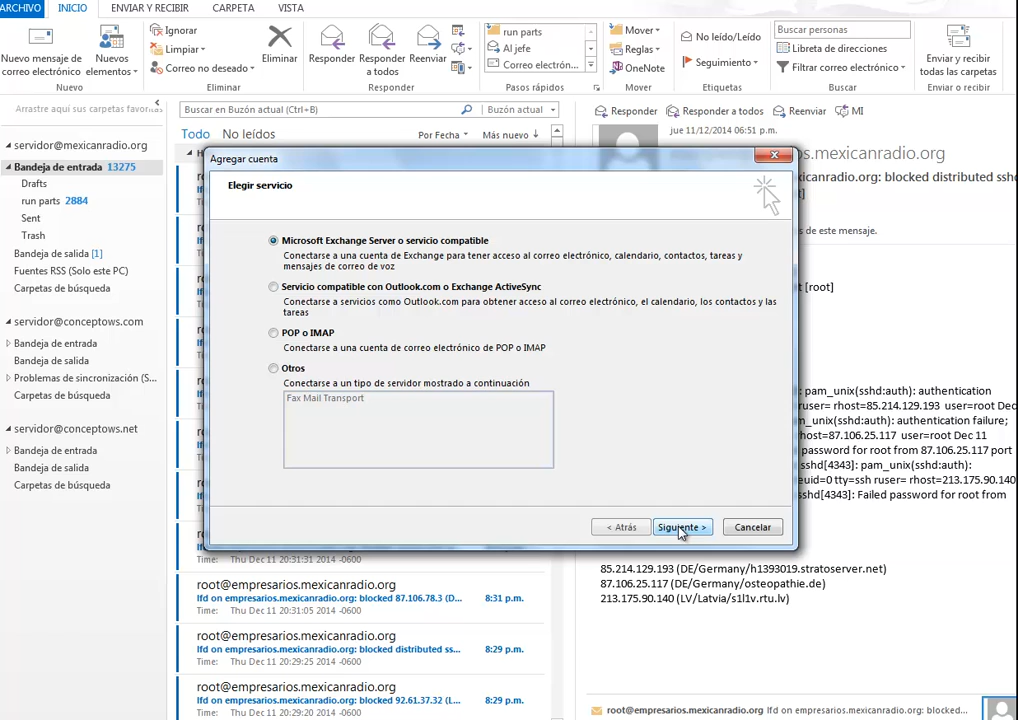 ARCHIVO INICIO ENVIAR Y RECIBIR CARPETA VISTA
Nuevo mensaje de
correo electrónico
Nuevos
elementos
Nuevo
Ignorar
Limpiar
Correo no deseado
Eliminar
Eliminar
Responder
Responder
a todos
Reenviar
Responder
run parts
Al jefe
Correo electrón...
Pasos rápidos
Mover
Reglas
OneNote
Mover
No leído/Leído
Seguimiento
Etiquetas
Buscar personas
Libreta de direcciones
Filtrar correo electrónico
Buscar
Enviar y recibir
todas las carpetas
Enviar o recibir
Arrastre aquí sus carpetas favoritas
servidor@mexicanradio.org
Bandeja de entrada 13275
Drafts
run parts 2884
Sent
Trash
Bandeja de salida [1]
Fuentes RSS (Solo este PC)
Carpetas de búsqueda
servidor@conceptows.com
Bandeja de entrada
Bandeja de salida
Problemas de sincronización (S...
Carpetas de búsqueda
servidor@conceptows.net
Bandeja de entrada
Bandeja de salida
Carpetas de búsqueda
Buscar en Buzón actual (Ctrl+B)
Buzón actual
Todo No leídos
Por Fecha Más nuevo ↓
Agregar cuenta
Elegir servicio
Microsoft Exchange Server o servicio compatible
Conectarse a una cuenta de Exchange para tener acceso al correo electrónico, calendario, contactos, tareas y
mensajes de correo de voz
Servicio compatible con Outlook.com o Exchange ActiveSync
Conectarse a servicios como Outlook.com para obtener acceso al correo electrónico, el calendario, los contactos y las
tareas
POP o IMAP
Conectarse a una cuenta de correo electrónico de POP o IMAP
Otros
Conectarse a un tipo de servidor mostrado a continuación
Fax Mail Transport
< Atrás
Siguiente >
Cancelar
Time: Thu Dec 11 20:31:31 2014 -0600
root@empresarios.mexicanradio.org
lfd on empresarios.mexicanradio.org: blocked 87.106.78.3 (D... 8:31 p.m.
Time: Thu Dec 11 20:31:05 2014 -0600
root@empresarios.mexicanradio.org
lfd on empresarios.mexicanradio.org: blocked distributed ss... 8:29 p.m.
Time: Thu Dec 11 20:29:25 2014 -0600
root@empresarios.mexicanradio.org
lfd on empresarios.mexicanradio.org: blocked 92.61.37.32 (L... 8:29 p.m.
Time: Thu Dec 11 20:29:20 2014 -0600
Responder Responder a todos Reenviar MI
jue 11/12/2014 06:51 p.m.
os.mexicanradio.org
xicanradio.org: blocked distributed sshd
s de este mensaje.
t [root]
: pam_unix(sshd:auth): authentication
ruser= rhost=85.214.129.193 user=root Dec
m_unix(sshd:auth): authentication failure;
host=87.106.25.117 user=root Dec 11
password for root from 87.106.25.117 port
sshd[4343]: pam_unix(sshd:auth):
euid=0 tty=ssh ruser= rhost=213.175.90.140
sshd[4343]: Failed password for root from
85.214.129.193 (DE/Germany/h1393019.stratoserver.net)
87.106.25.117 (DE/Germany/osteopathie.de)
213.175.90.140 (LV/Latvia/s1l1v.rtu.lv)
root@empresarios.mexicanradio.org lfd on empresarios.mexicanradio.org: blocked...